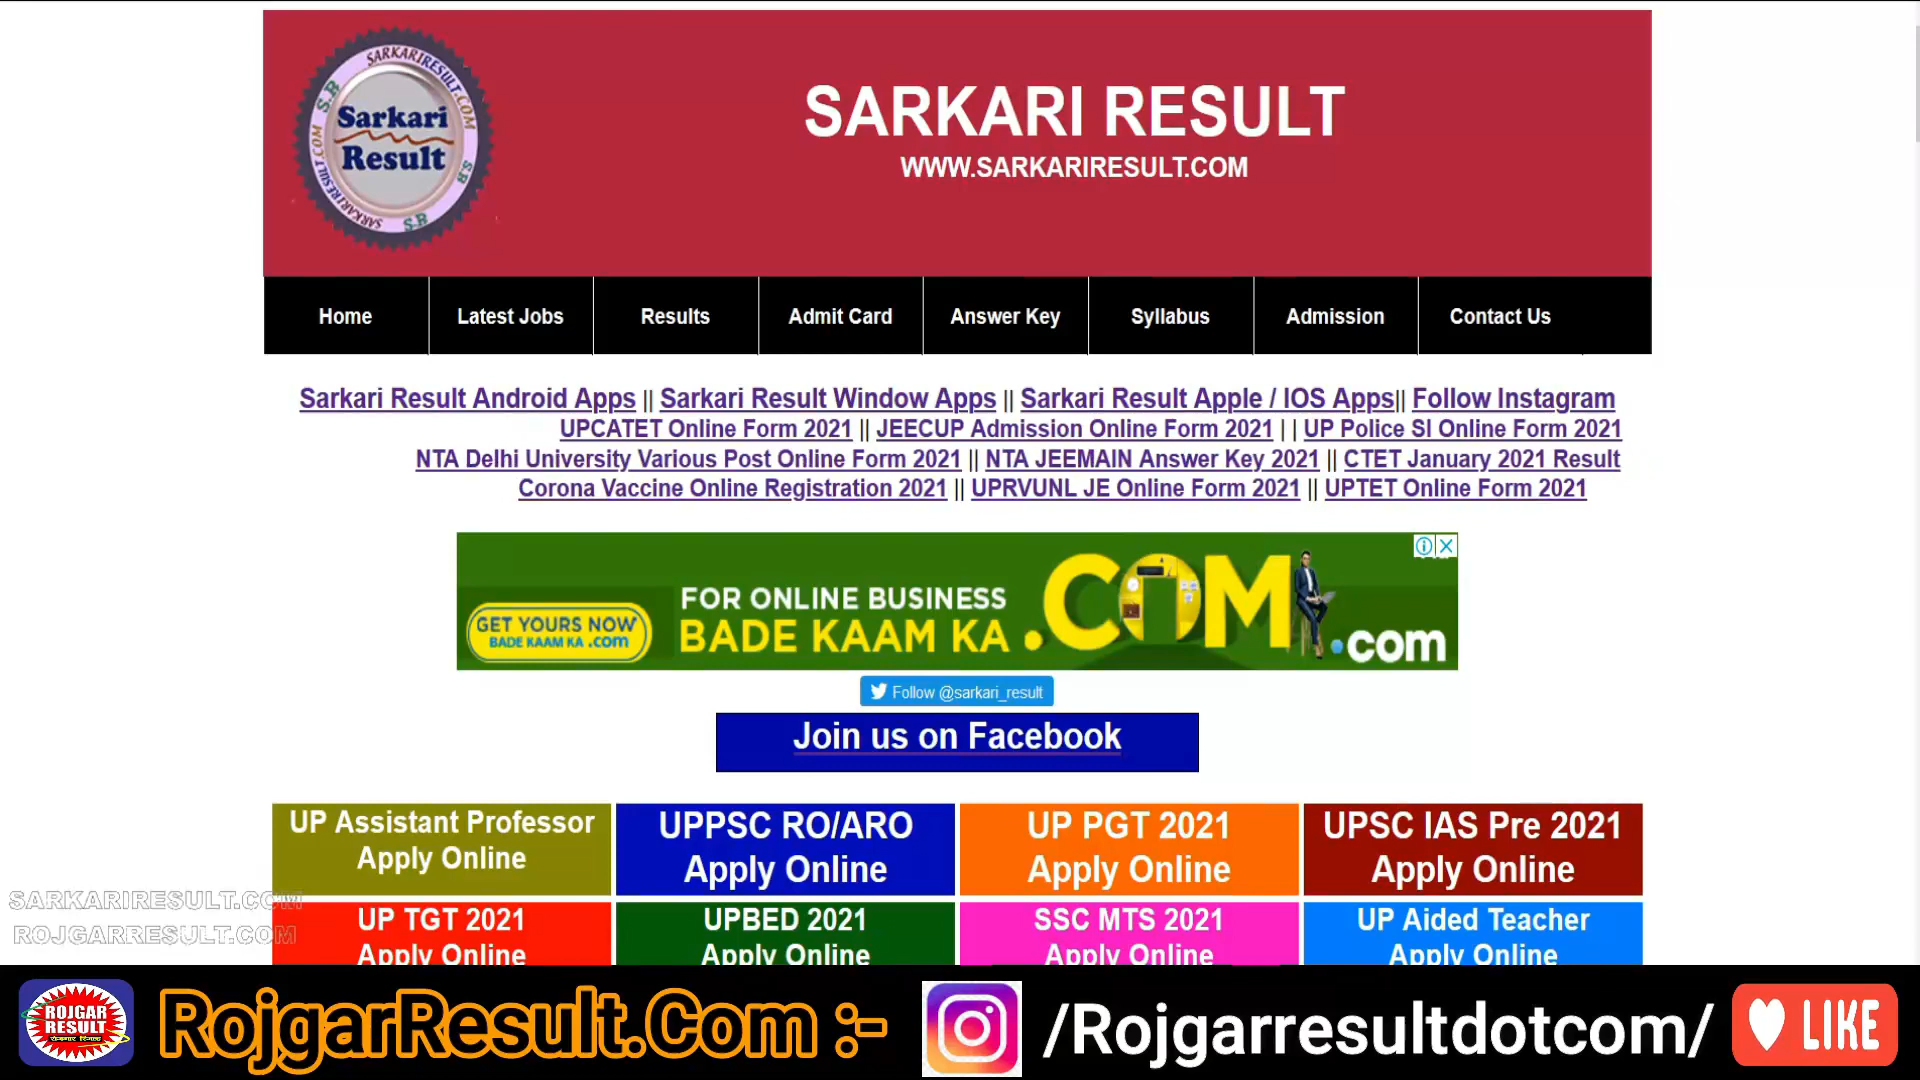 SARKARIRESULT.COM
S.R
Sarkari
Result
S.R
SARKARIRESULT.COM
S.R
SARKARI RESULT
WWW.SARKARIRESULT.COM
Home Latest Jobs Results Admit Card Answer Key Syllabus Admission Contact Us
Sarkari Result Android Apps || Sarkari Result Window Apps || Sarkari Result Apple / IOS Apps|| Follow Instagram
UPCATET Online Form 2021 || JEECUP Admission Online Form 2021 | | UP Police SI Online Form 2021
NTA Delhi University Various Post Online Form 2021 || NTA JEEMAIN Answer Key 2021 || CTET January 2021 Result
Corona Vaccine Online Registration 2021 || UPRVUNL JE Online Form 2021 || UPTET Online Form 2021
GET YOURS NOW
BADE KAAM KA .com
FOR ONLINE BUSINESS
BADE KAAM KA .COM
.com
Follow @sarkari_result
Join us on Facebook
UP Assistant Professor
Apply Online
UPPSC RO/ARO
Apply Online
UP PGT 2021
Apply Online
UPSC IAS Pre 2021
Apply Online
UP TGT 2021
Apply Online
UPBED 2021
Apply Online
SSC MTS 2021
Apply Online
UP Aided Teacher
Apply Online
SARKARIRESULT.COM
ROJGARRESULT.COM
ROJGAR
RESULT
रोजगार रिजल्ट
RojgarResult.Com :-
/Rojgarresultdotcom/
LIKE